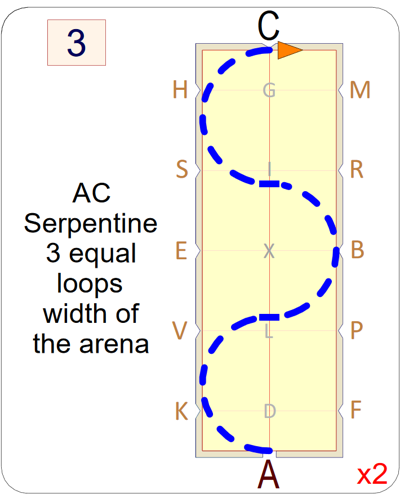 3
C
H G M
S I R
AC
Serpentine
3 equal
loops
width of
the arena
E X B
V L P
K D F
A
x2